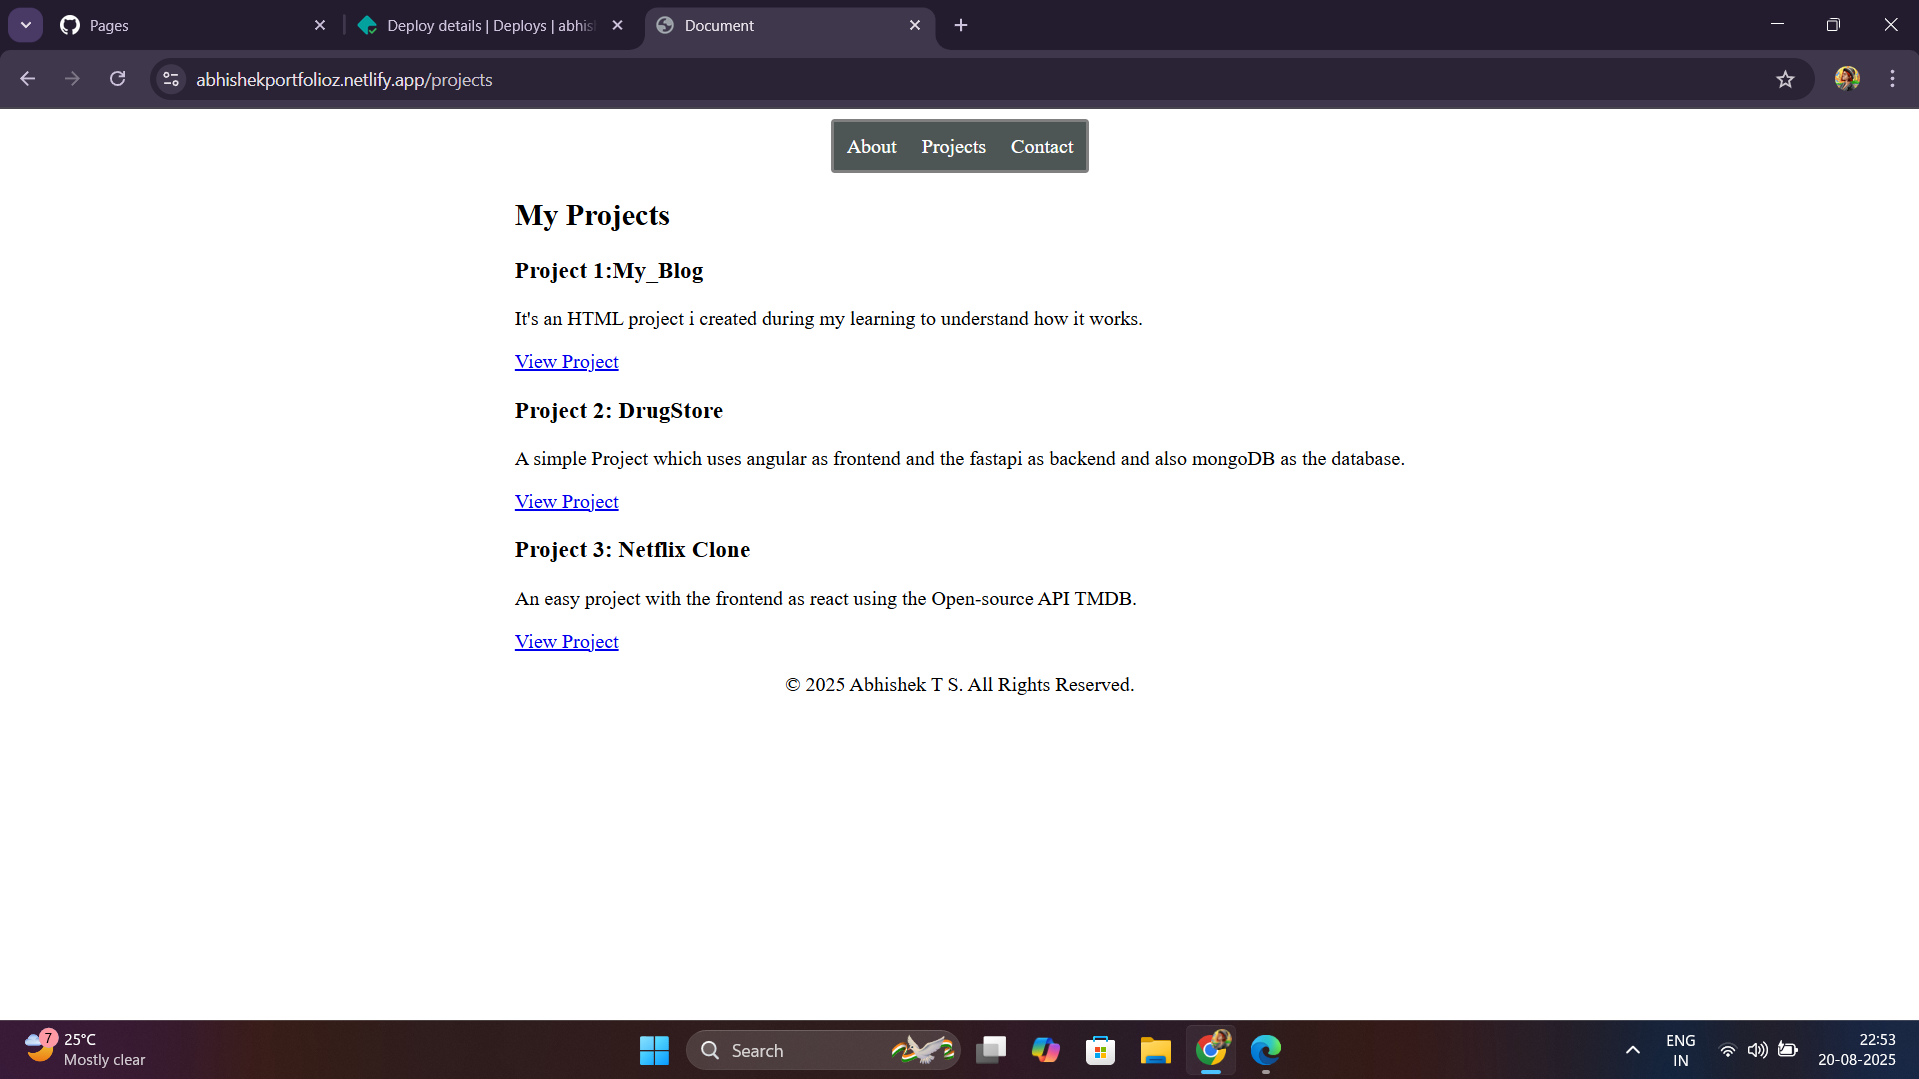 Pages
Deploy details | Deploys | abhis
Document
abhishekportfolioz.netlify.app/projects
About Projects Contact
My Projects
Project 1:My_Blog
It's an HTML project i created during my learning to understand how it works.
View Project
Project 2: DrugStore
A simple Project which uses angular as frontend and the fastapi as backend and also mongoDB as the database.
View Project
Project 3: Netflix Clone
An easy project with the frontend as react using the Open-source API TMDB.
View Project
© 2025 Abhishek T S. All Rights Reserved.
7
25°C
Mostly clear
Search
ENG
IN
22:53
20-08-2025